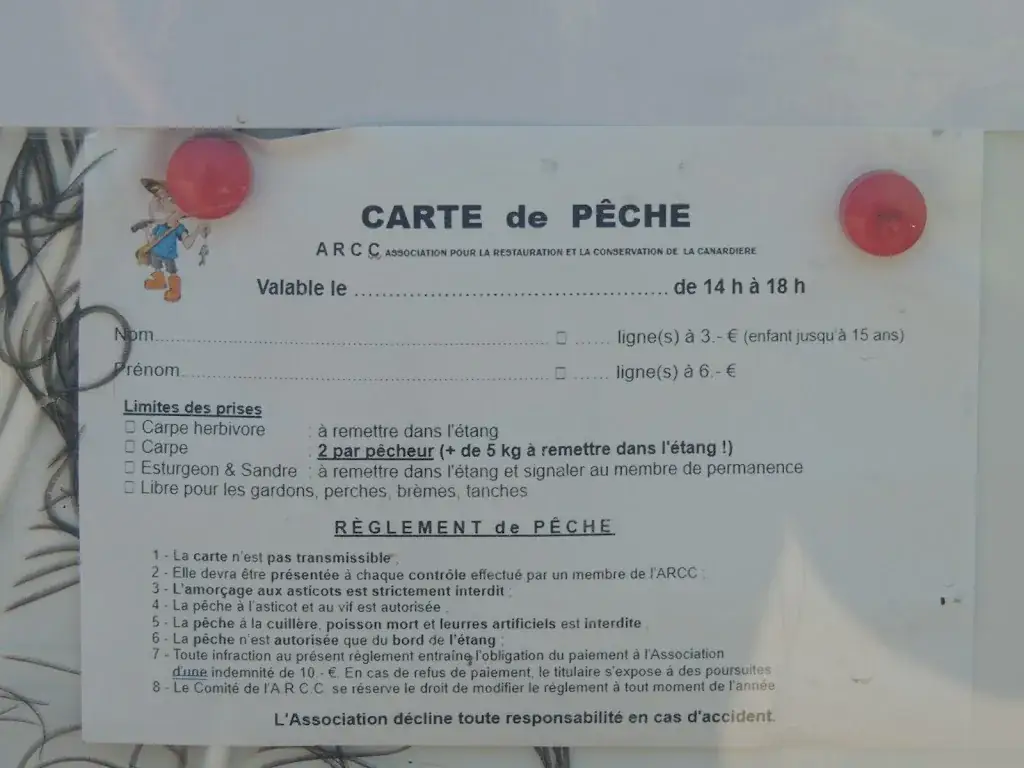 CARTE de PÊCHE
A R C C ASSOCIATION POUR LA RESTAURATION ET LA CONSERVATION DE LA CANARDIERE
Valable le ........................................ de 14 h à 18 h
Nom.................................................... ☐ ...... ligne(s) à 3.- € (enfant jusqu'à 15 ans)
Prénom................................................ ☐ ...... ligne(s) à 6.- €
Limites des prises
☐ Carpe herbivore : à remettre dans l'étang
☐ Carpe : 2 par pêcheur (+ de 5 kg à remettre dans l'étang !)
☐ Esturgeon & Sandre : à remettre dans l'étang et signaler au membre de permanence
☐ Libre pour les gardons, perches, brèmes, tanches
RÈGLEMENT de PÊCHE
1 - La carte n'est pas transmissible ;
2 - Elle devra être présentée à chaque contrôle effectué par un membre de l'ARCC ;
3 - L'amorçage aux asticots est strictement interdit ;
4 - La pêche à l'asticot et au vif est autorisée ;
5 - La pêche à la cuillère, poisson mort et leurres artificiels est interdite
6 - La pêche n'est autorisée que du bord de l'étang ;
7 - Toute infraction au présent règlement entraîne l'obligation du paiement à l'Association
d'une indemnité de 10.- €. En cas de refus de paiement, le titulaire s'expose à des poursuites
8 - Le Comité de l'A R C C se réserve le droit de modifier le règlement à tout moment de l'année
L'Association décline toute responsabilité en cas d'accident.